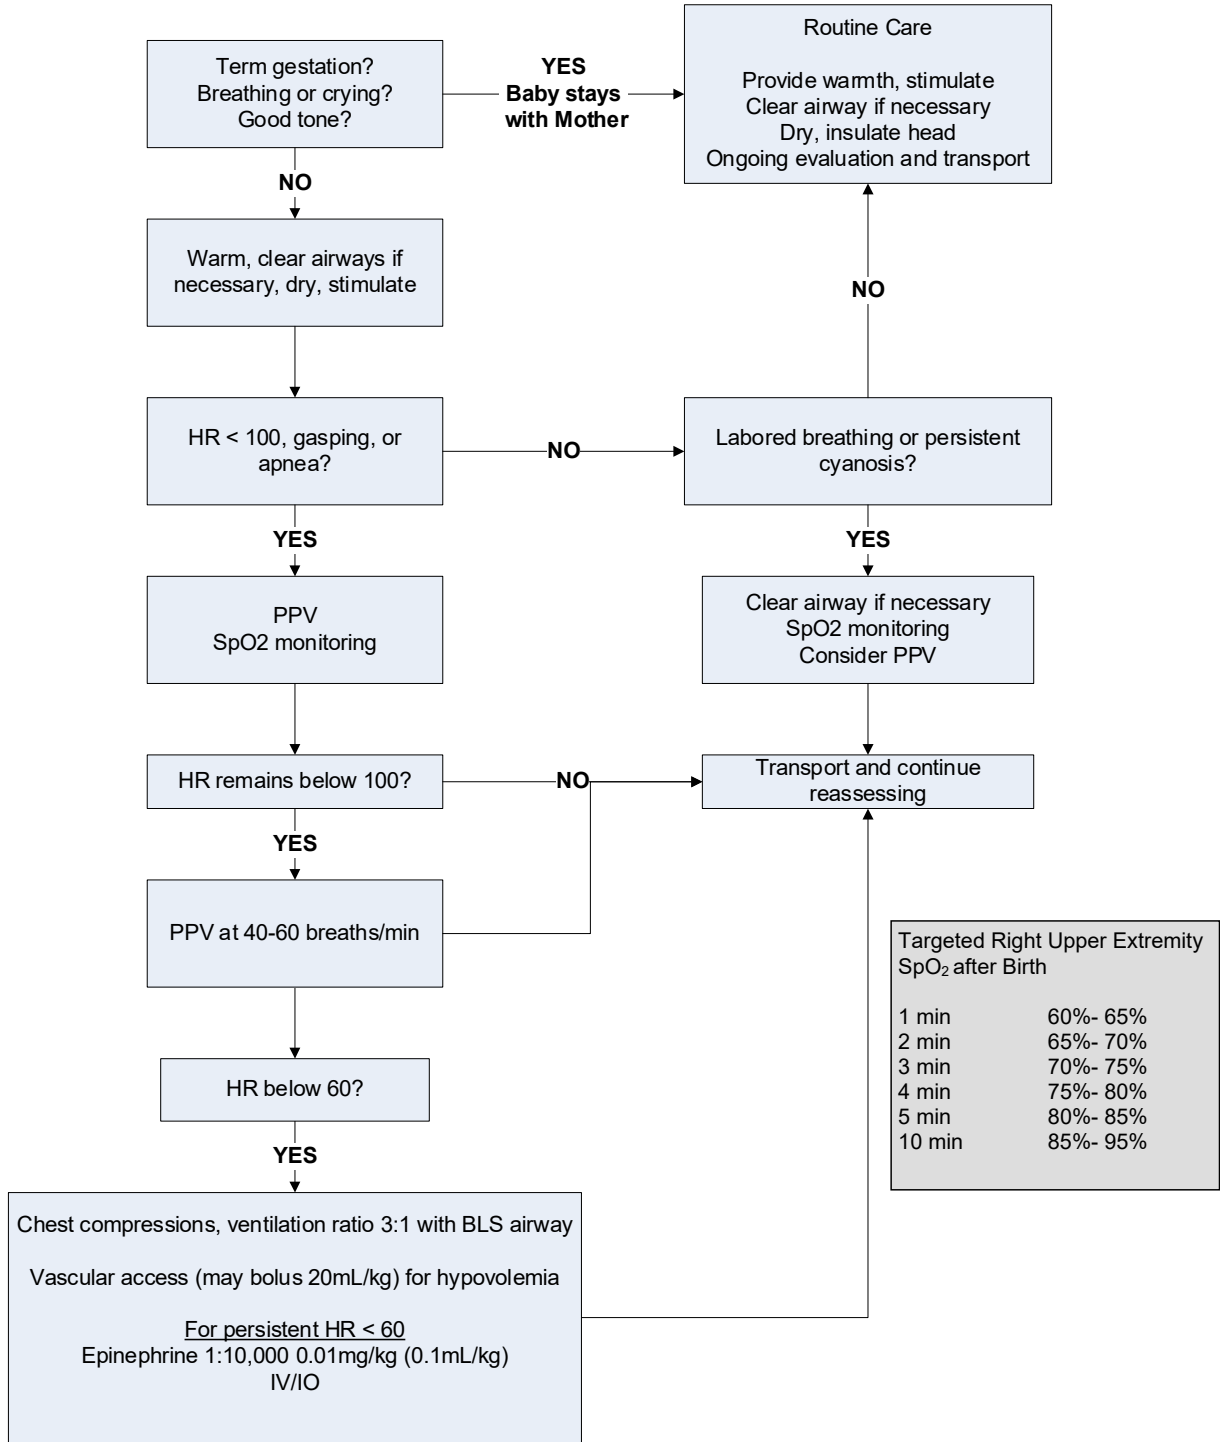 Term gestation?
Breathing or crying?
Good tone?
YES
Baby stays
with Mother
Routine Care
Provide warmth, stimulate
Clear airway if necessary
Dry, insulate head
Ongoing evaluation and transport
NO
Warm, clear airways if
necessary, dry, stimulate
NO
HR < 100, gasping, or
apnea?
NO
Labored breathing or persistent
cyanosis?
YES
YES
PPV
SpO2 monitoring
Clear airway if necessary
SpO2 monitoring
Consider PPV
HR remains below 100?
NO
Transport and continue
reassessing
YES
PPV at 40-60 breaths/min
Targeted Right Upper Extremity
SpO₂ after Birth
1 min 60%- 65%
2 min 65%- 70%
3 min 70%- 75%
4 min 75%- 80%
5 min 80%- 85%
10 min 85%- 95%
HR below 60?
YES
Chest compressions, ventilation ratio 3:1 with BLS airway
Vascular access (may bolus 20mL/kg) for hypovolemia
For persistent HR < 60
Epinephrine 1:10,000 0.01mg/kg (0.1mL/kg)
IV/IO